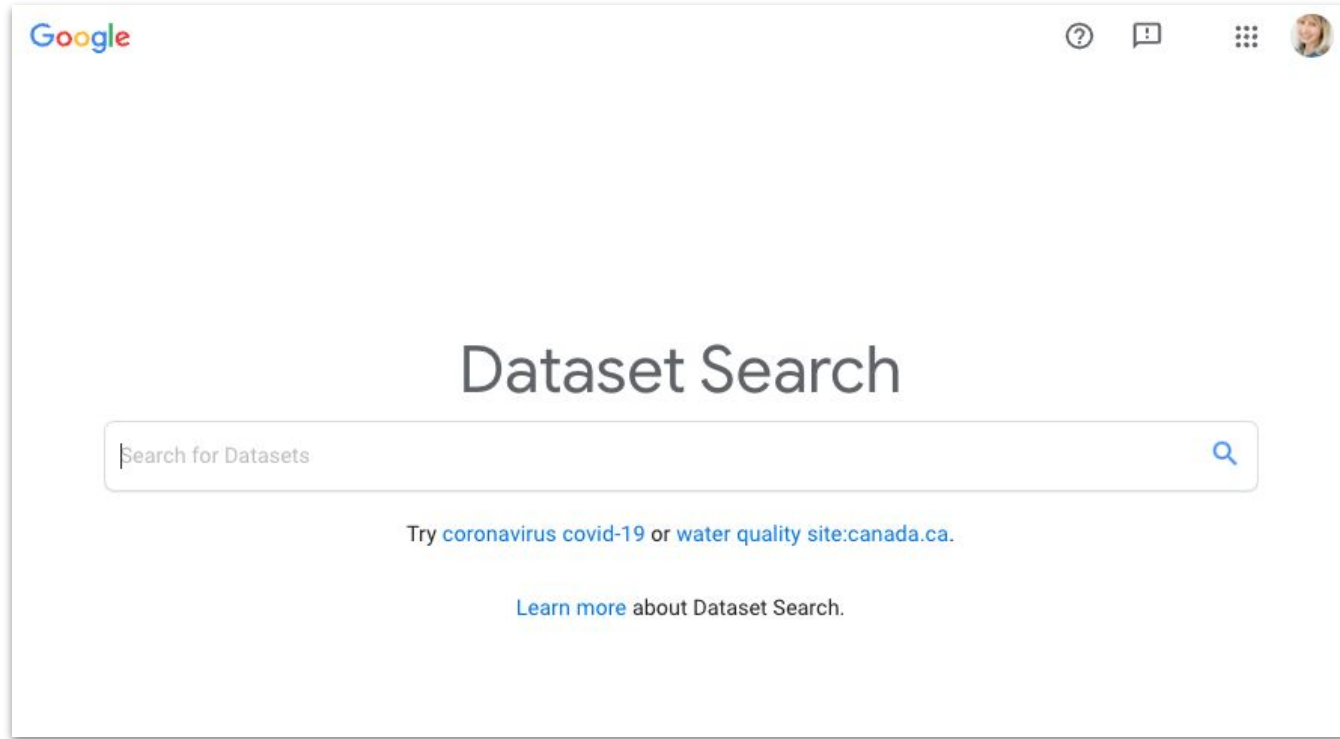 Google
Dataset Search
Search for Datasets
Try coronavirus covid-19 or water quality site:canada.ca.
Learn more about Dataset Search.